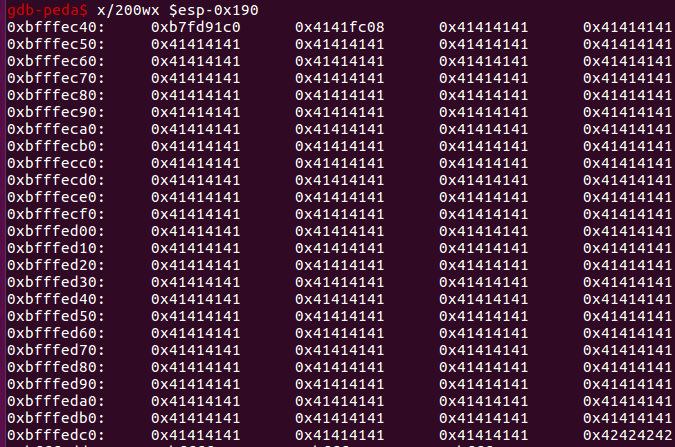 gdb-peda$ x/200wx $esp-0x190
0xbfffec40: 0xb7fd91c0 0x4141fc08 0x41414141 0x41414141
0xbfffec50: 0x41414141 0x41414141 0x41414141 0x41414141
0xbfffec60: 0x41414141 0x41414141 0x41414141 0x41414141
0xbfffec70: 0x41414141 0x41414141 0x41414141 0x41414141
0xbfffec80: 0x41414141 0x41414141 0x41414141 0x41414141
0xbfffec90: 0x41414141 0x41414141 0x41414141 0x41414141
0xbfffeca0: 0x41414141 0x41414141 0x41414141 0x41414141
0xbfffecb0: 0x41414141 0x41414141 0x41414141 0x41414141
0xbfffecc0: 0x41414141 0x41414141 0x41414141 0x41414141
0xbfffecd0: 0x41414141 0x41414141 0x41414141 0x41414141
0xbfffece0: 0x41414141 0x41414141 0x41414141 0x41414141
0xbfffecf0: 0x41414141 0x41414141 0x41414141 0x41414141
0xbfffed00: 0x41414141 0x41414141 0x41414141 0x41414141
0xbfffed10: 0x41414141 0x41414141 0x41414141 0x41414141
0xbfffed20: 0x41414141 0x41414141 0x41414141 0x41414141
0xbfffed30: 0x41414141 0x41414141 0x41414141 0x41414141
0xbfffed40: 0x41414141 0x41414141 0x41414141 0x41414141
0xbfffed50: 0x41414141 0x41414141 0x41414141 0x41414141
0xbfffed60: 0x41414141 0x41414141 0x41414141 0x41414141
0xbfffed70: 0x41414141 0x41414141 0x41414141 0x41414141
0xbfffed80: 0x41414141 0x41414141 0x41414141 0x41414141
0xbfffed90: 0x41414141 0x41414141 0x41414141 0x41414141
0xbfffeda0: 0x41414141 0x41414141 0x41414141 0x41414141
0xbfffedb0: 0x41414141 0x41414141 0x41414141 0x41414141
0xbfffedc0: 0x41414141 0x41414141 0x41414141 0x42424242